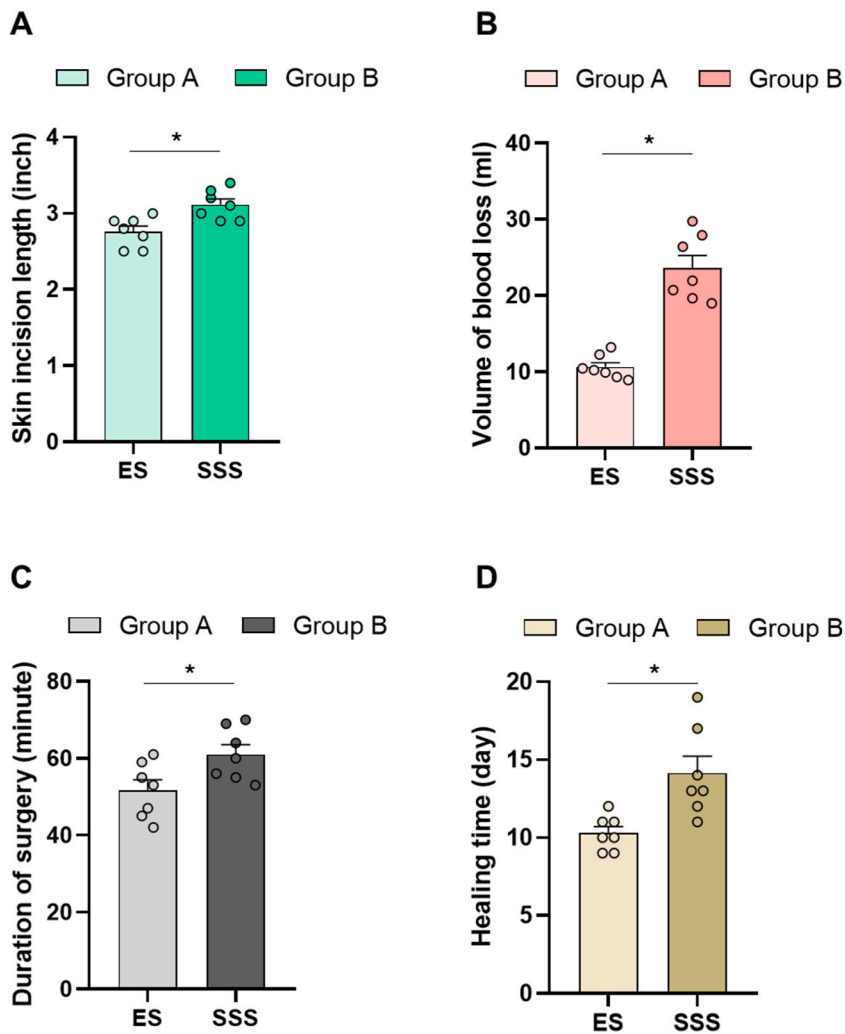 A
Group A Group B
Skin incision length (inch)
4
3
2
1
0
*
ES SSS
B
Group A Group B
Volume of blood loss (ml)
40
30
20
10
0
*
ES SSS
C
Group A Group B
Duration of surgery (minute)
80
60
40
20
0
*
ES SSS
D
Group A Group B
Healing time (day)
20
15
10
5
0
*
ES SSS